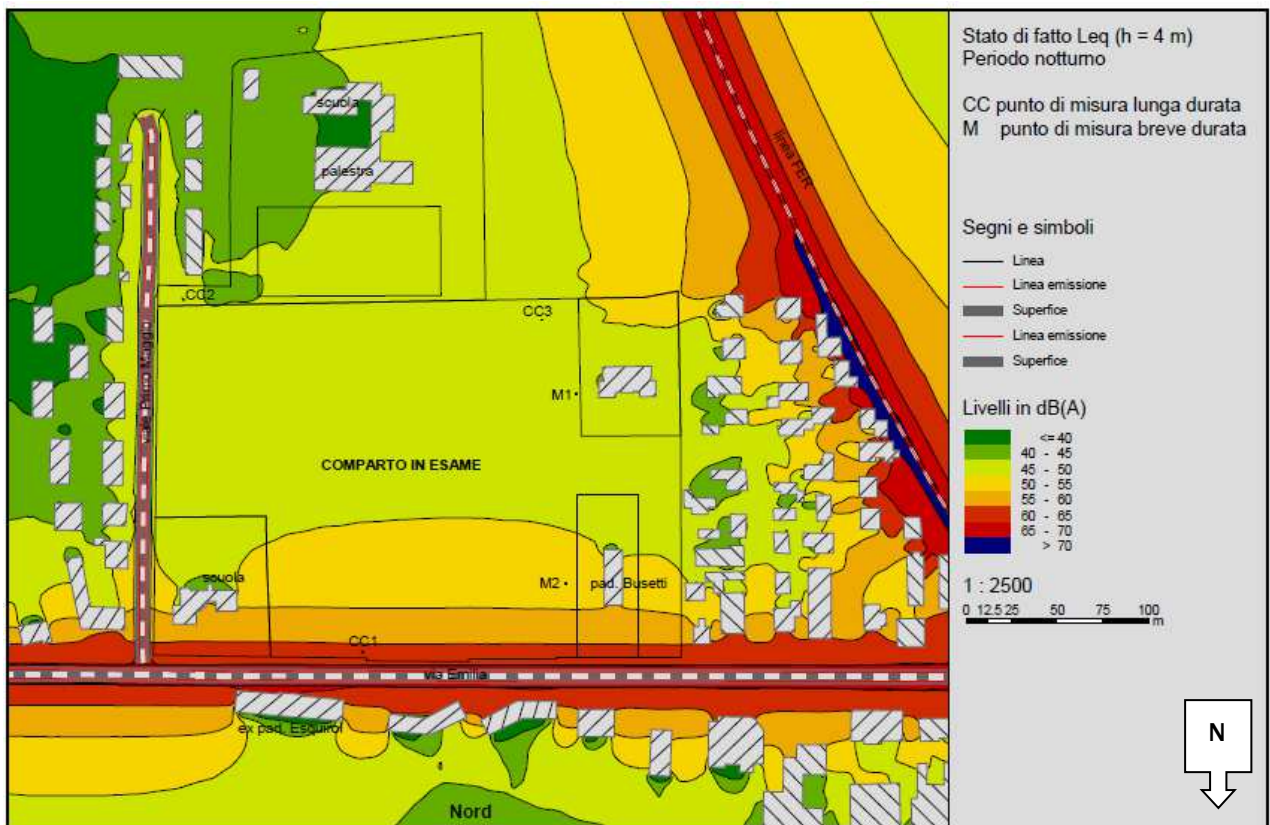 Stato di fatto Leq (h = 4 m)
Periodo notturno
CC punto di misura lunga durata
M punto di misura breve durata
Segni e simboli
Linea
Linea emissione
Superfice
Linea emissione
Superfice
Livelli in dB(A)
<= 40
40 - 45
45 - 50
50 - 55
55 - 60
60 - 65
65 - 70
> 70
1 : 2500
0 12.5 25 50 75 100
m
N
scuola
palestra
linea FER
CC2
CC3
M1
COMPARTO IN ESAME
scuola
M2
pad. Busetti
CC1
via Emilia
ex pad. Esquirol
Nord